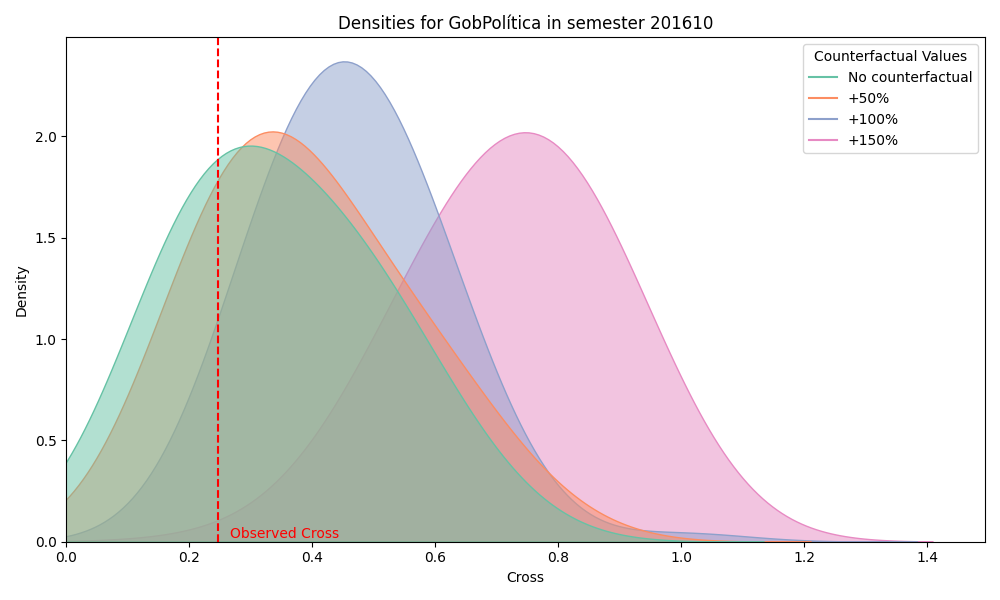 Densities for GobPolítica in semester 201610
Counterfactual Values
No counterfactual
+50%
+100%
+150%
Density
2.0
1.5
1.0
0.5
0.0
Observed Cross
0.0 0.2 0.4 0.6 0.8 1.0 1.2 1.4
Cross